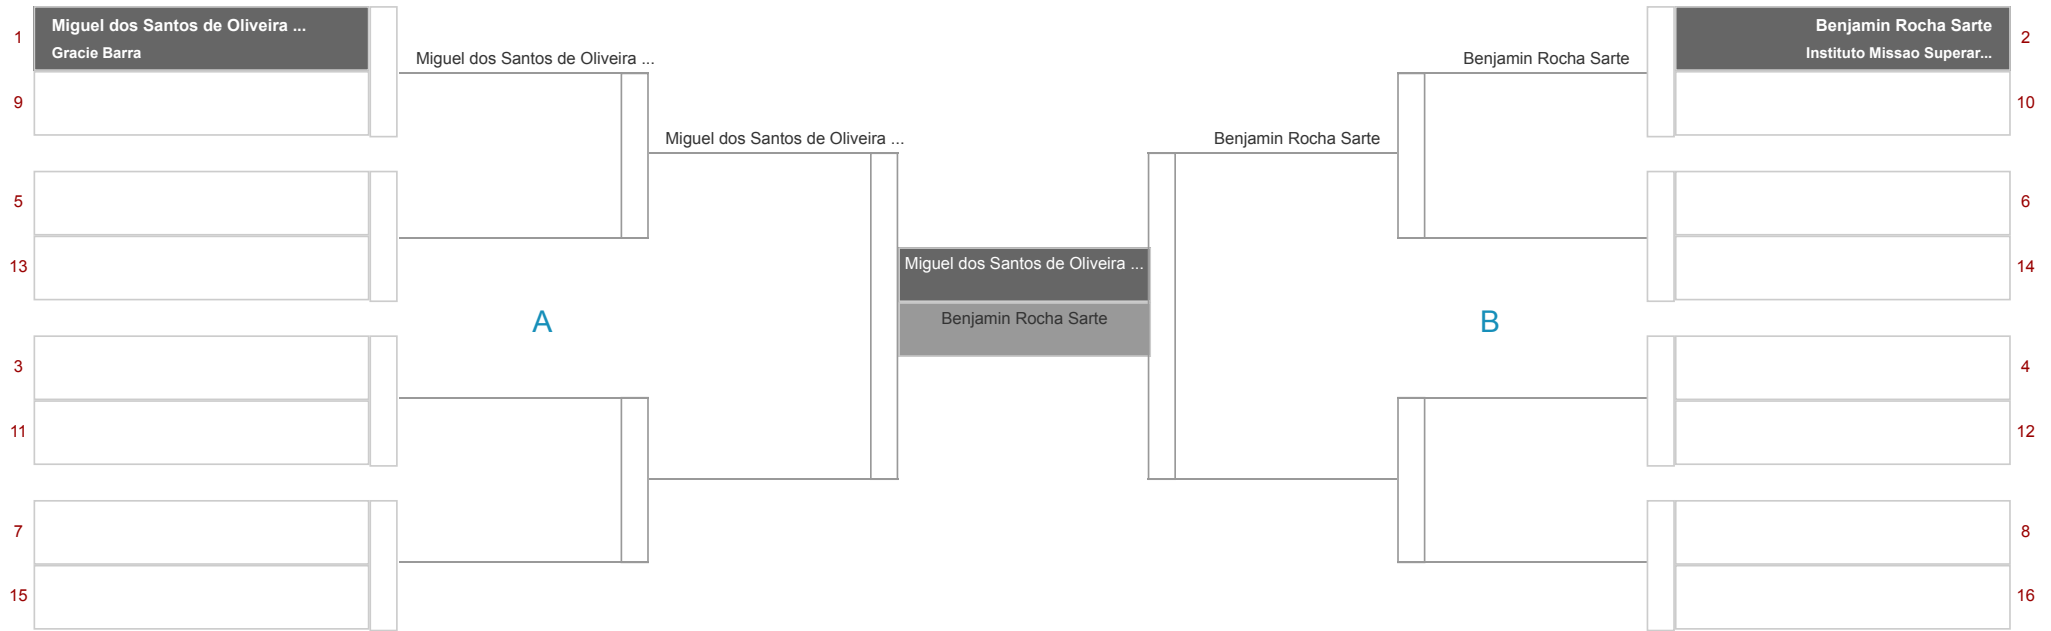 1
Miguel dos Santos de Oliveira ...
Gracie Barra
9
5
13
3
11
7
15
Miguel dos Santos de Oliveira ...
Miguel dos Santos de Oliveira ...
A
Miguel dos Santos de Oliveira ...
Benjamin Rocha Sarte
B
Benjamin Rocha Sarte
Benjamin Rocha Sarte
Benjamin Rocha Sarte
Instituto Missao Superar...
2
10
6
14
4
12
8
16